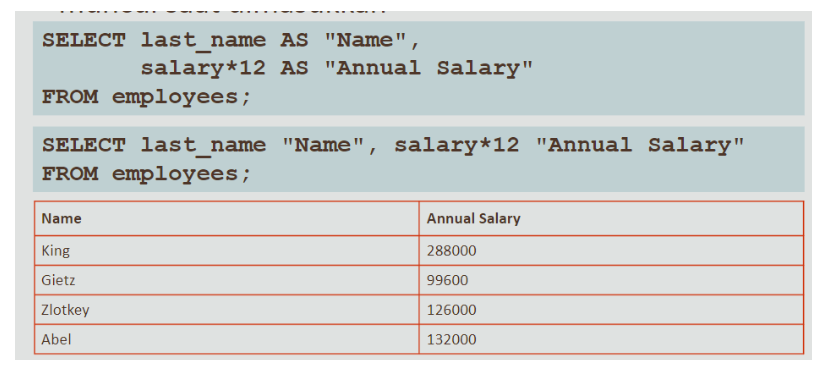 SELECT last_name AS "Name",
salary*12 AS "Annual Salary"
FROM employees;
SELECT last_name "Name", salary*12 "Annual Salary"
FROM employees;
Name Annual Salary
King 288000
Gietz 99600
Zlotkey 126000
Abel 132000